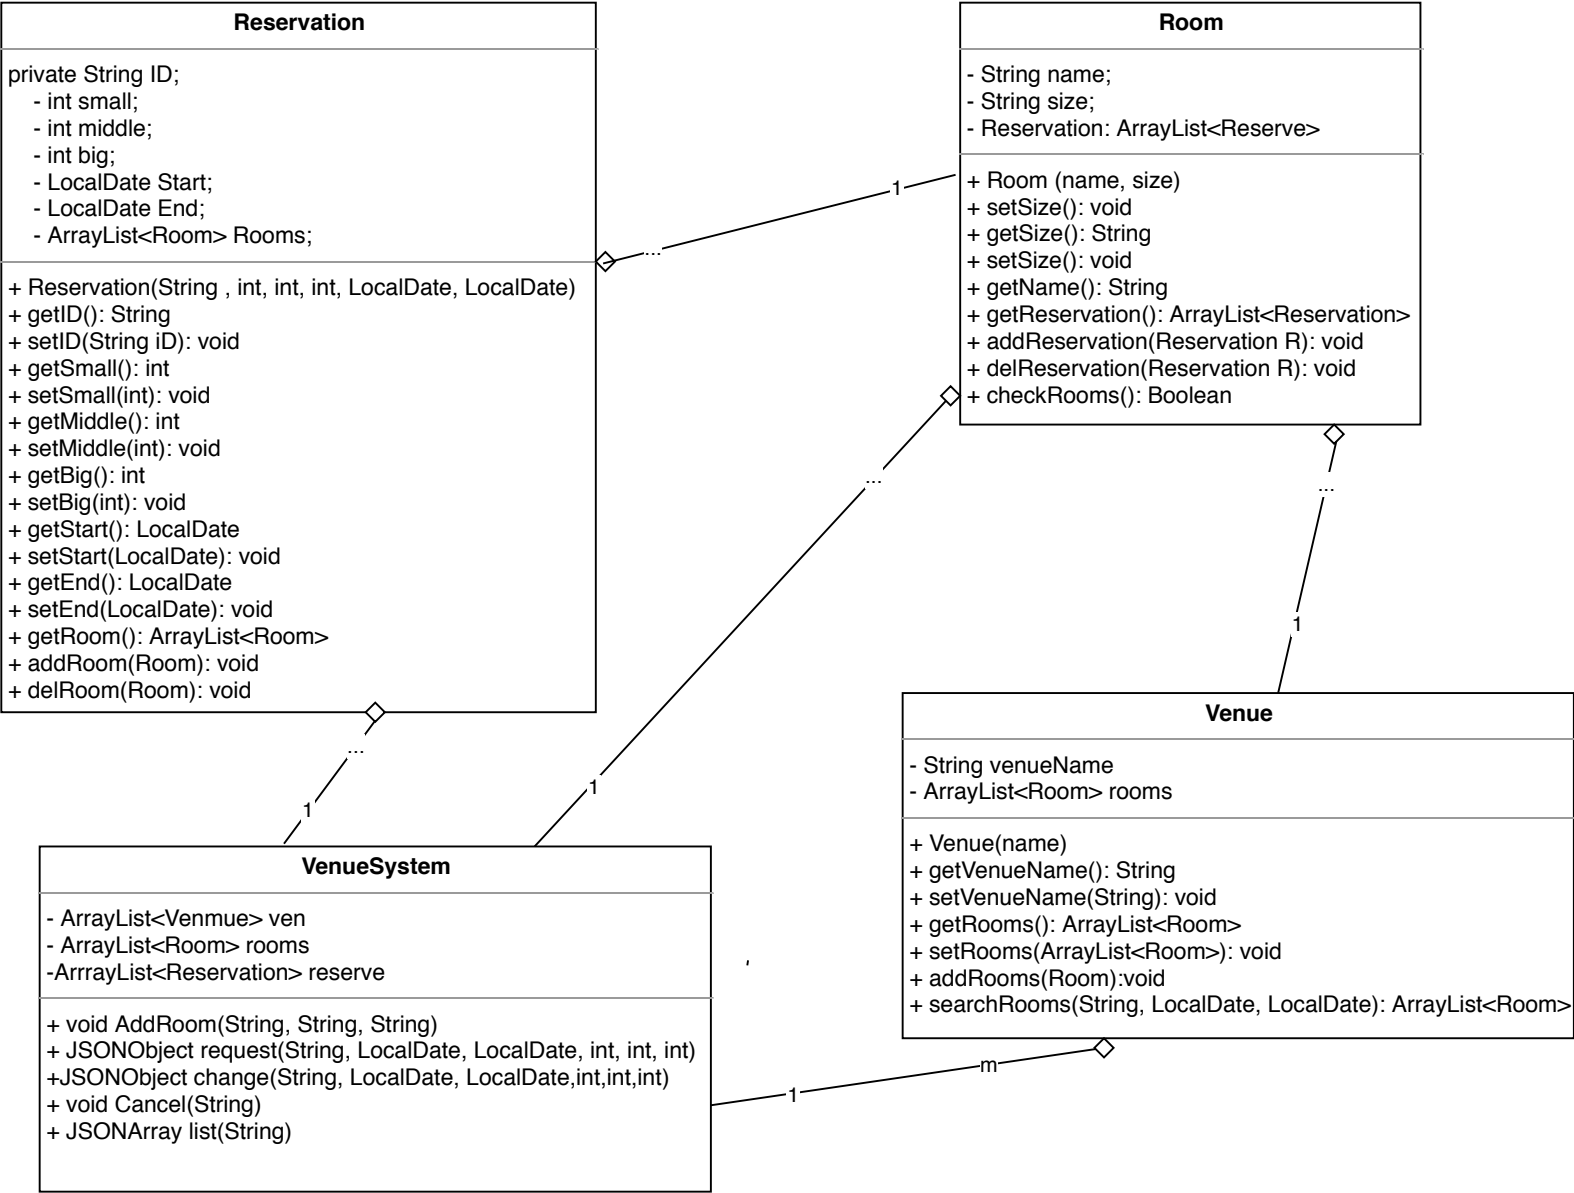 Reservation
private String ID;
- int small;
- int middle;
- int big;
- LocalDate Start;
- LocalDate End;
- ArrayList<Room> Rooms;
+ Reservation(String , int, int, int, LocalDate, LocalDate)
+ getID(): String
+ setID(String iD): void
+ getSmall(): int
+ setSmall(int): void
+ getMiddle(): int
+ setMiddle(int): void
+ getBig(): int
+ setBig(int): void
+ getStart(): LocalDate
+ setStart(LocalDate): void
+ getEnd(): LocalDate
+ setEnd(LocalDate): void
+ getRoom(): ArrayList<Room>
+ addRoom(Room): void
+ delRoom(Room): void
Room
- String name;
- String size;
- Reservation: ArrayList<Reserve>
+ Room (name, size)
+ setSize(): void
+ getSize(): String
+ setSize(): void
+ getName(): String
+ getReservation(): ArrayList<Reservation>
+ addReservation(Reservation R): void
+ delReservation(Reservation R): void
+ checkRooms(): Boolean
1
...
...
1
...
1
...
1
VenueSystem
- ArrayList<Venmue> ven
- ArrayList<Room> rooms
-ArrrayList<Reservation> reserve
+ void AddRoom(String, String, String)
+ JSONObject request(String, LocalDate, LocalDate, int, int, int)
+JSONObject change(String, LocalDate, LocalDate,int,int,int)
+ void Cancel(String)
+ JSONArray list(String)
'
Venue
- String venueName
- ArrayList<Room> rooms
+ Venue(name)
+ getVenueName(): String
+ setVenueName(String): void
+ getRooms(): ArrayList<Room>
+ setRooms(ArrayList<Room>): void
+ addRooms(Room):void
+ searchRooms(String, LocalDate, LocalDate): ArrayList<Room>
1
m